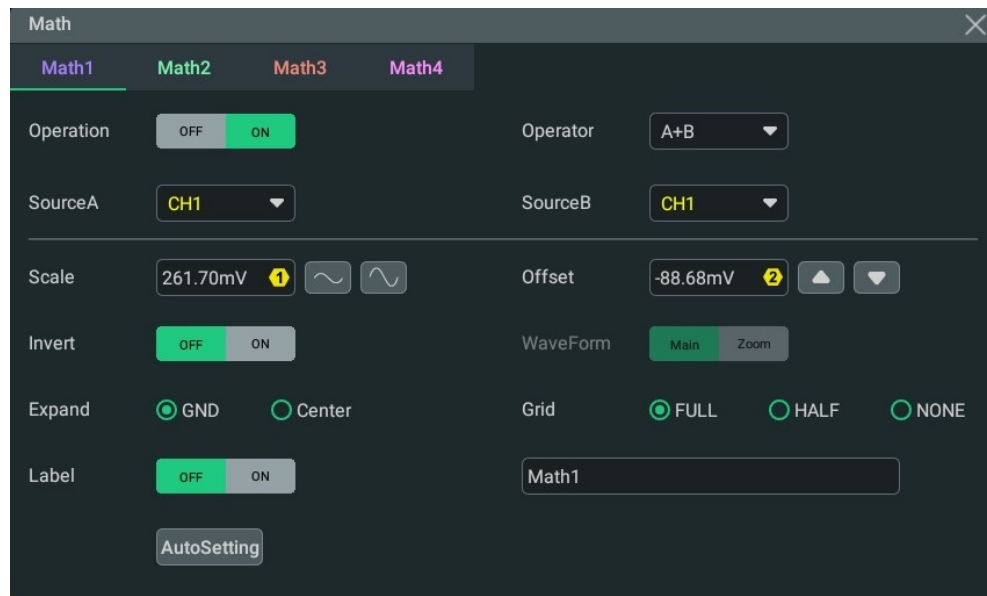 Math
Math1 Math2 Math3 Math4
Operation OFF ON Operator A+B
SourceA CH1 SourceB CH1
Scale 261.70mV 1 Offset -88.68mV 2
Invert OFF ON WaveForm Main Zoom
Expand GND Center Grid FULL HALF NONE
Label OFF ON Math1
AutoSetting